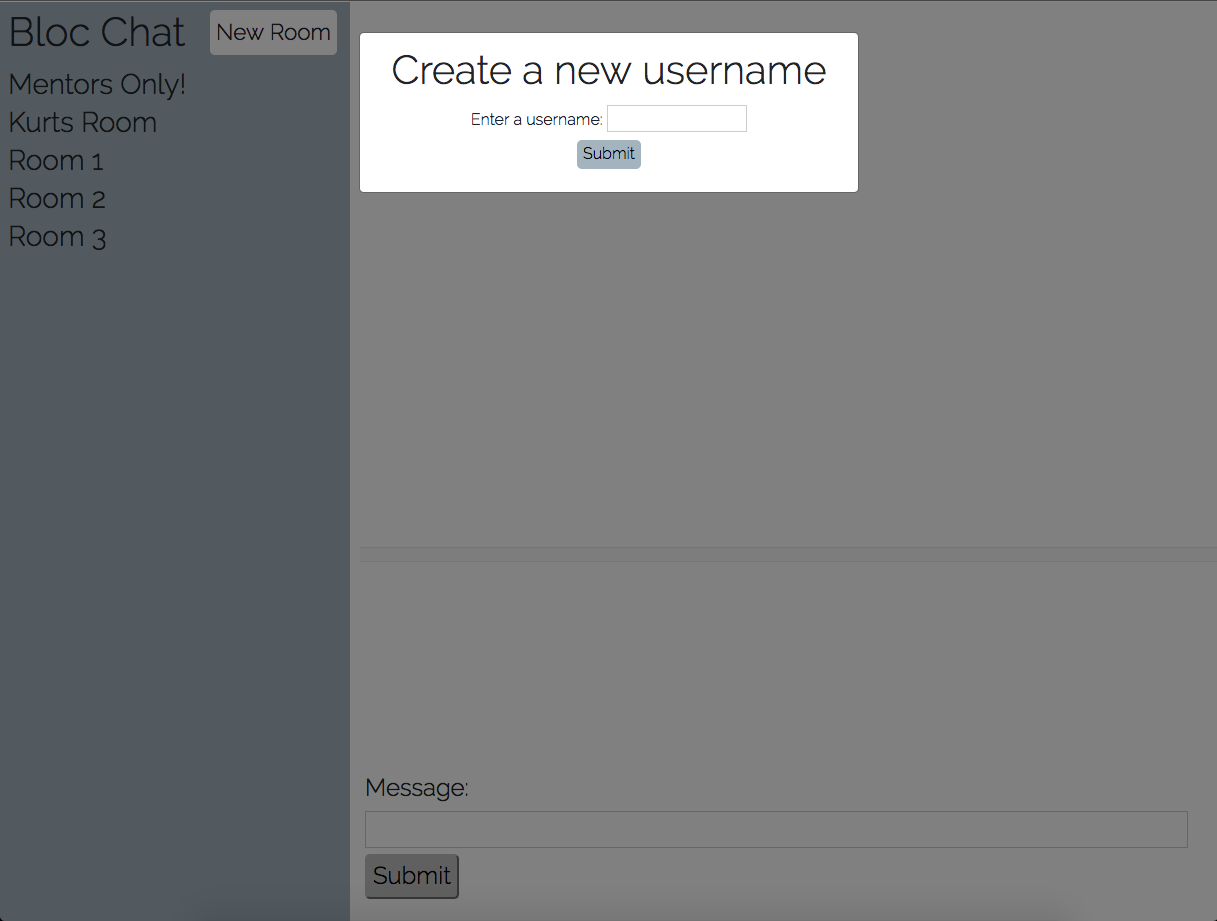 Bloc Chat
New Room
Mentors Only!
Kurts Room
Room 1
Room 2
Room 3
Create a new username
Enter a username:
Submit
Message:
Submit